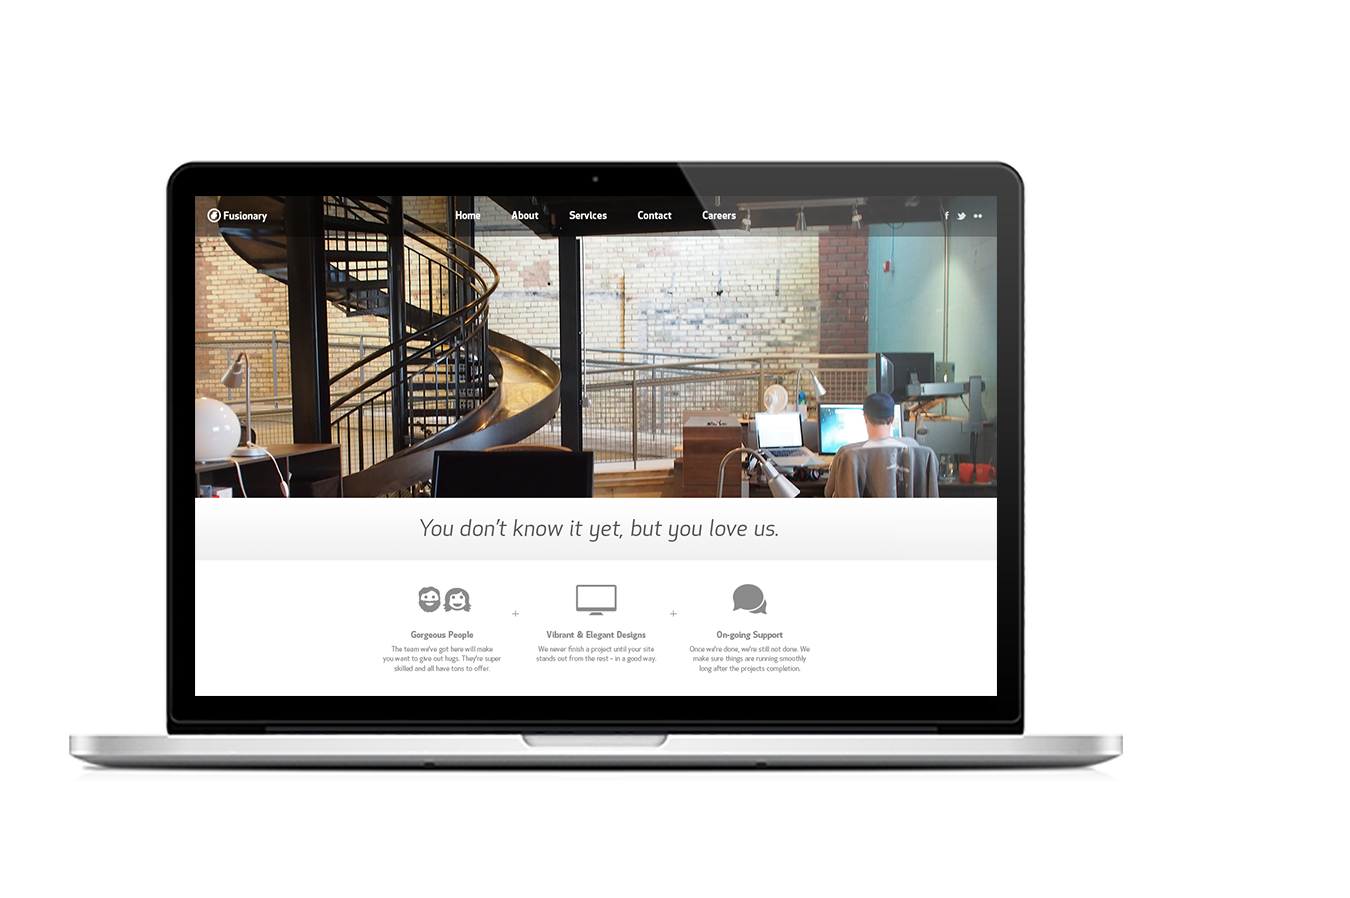 Fusionary
Home About Services Contact Careers
You don't know it yet, but you love us.
Gorgeous People
The team we've got here will make
you want to give out hugs. They're super
skilled and all have tons to offer.
+
Vibrant & Elegant Designs
We never finish a project until your site
stands out from the rest – in a good way.
+
On-going Support
Once we're done, we're still not done. We
make sure things are running smoothly
long after the projects completion.